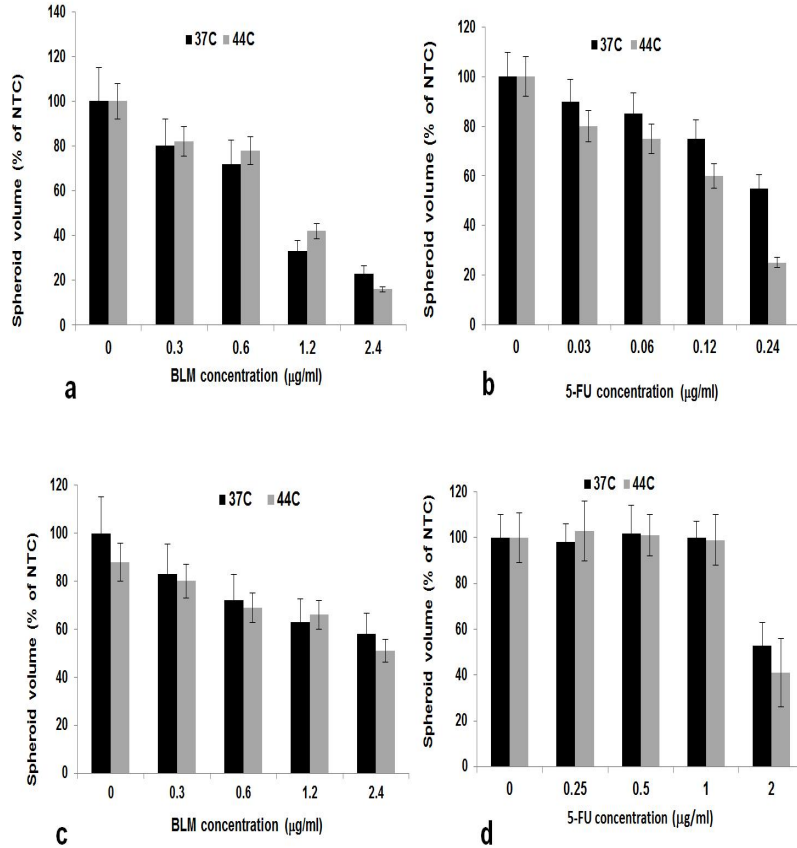 140
120
100
80
60
40
20
0
Spheroid volume (% of NTC)
37C 44C
0 0.3 0.6 1.2 2.4
BLM concentration (µg/ml)
a
120
100
80
60
40
20
0
Spheroid volume (% of NTC)
37C 44C
0 0.03 0.06 0.12 0.24
5-FU concentration (µg/ml)
b
120
100
80
60
40
20
0
Spheroid volume (% of NTC)
37C 44C
0 0.3 0.6 1.2 2.4
BLM concentration (µg/ml)
c
120
100
80
60
40
20
0
Spheroid volume (% of NTC)
37C 44C
0 0.25 0.5 1 2
5-FU concentration (µg/ml)
d